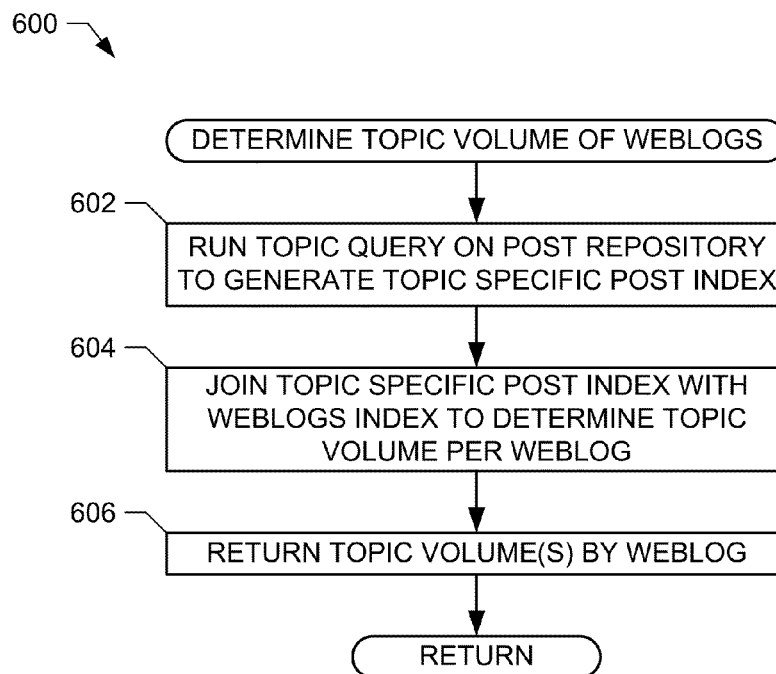 600
DETERMINE TOPIC VOLUME OF WEBLOGS
602
RUN TOPIC QUERY ON POST REPOSITORY
TO GENERATE TOPIC SPECIFIC POST INDEX
604
JOIN TOPIC SPECIFIC POST INDEX WITH
WEBLOGS INDEX TO DETERMINE TOPIC
VOLUME PER WEBLOG
606
RETURN TOPIC VOLUME(S) BY WEBLOG
RETURN